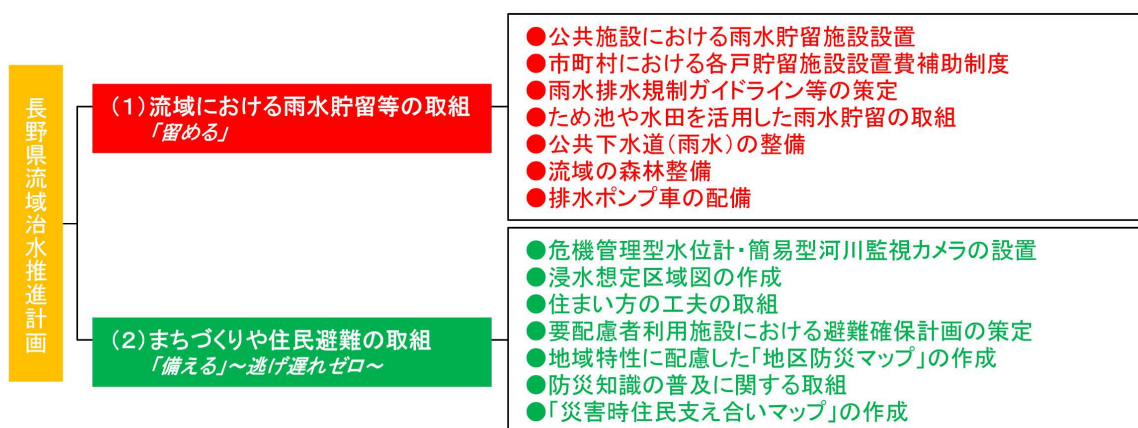 長野県流域治水推進計画
（１）流域における雨水貯留等の取組
「留める」
●公共施設における雨水貯留施設設置
●市町村における各戸貯留施設設置費補助制度
●雨水排水規制ガイドライン等の策定
●ため池や水田を活用した雨水貯留の取組
●公共下水道（雨水）の整備
●流域の森林整備
●排水ポンプ車の配備
（２）まちづくりや住民避難の取組
「備える」～逃げ遅れゼロ～
●危機管理型水位計・簡易型河川監視カメラの設置
●浸水想定区域図の作成
●住まい方の工夫の取組
●要配慮者利用施設における避難確保計画の策定
●地域特性に配慮した「地区防災マップ」の作成
●防災知識の普及に関する取組
●「災害時住民支え合いマップ」の作成